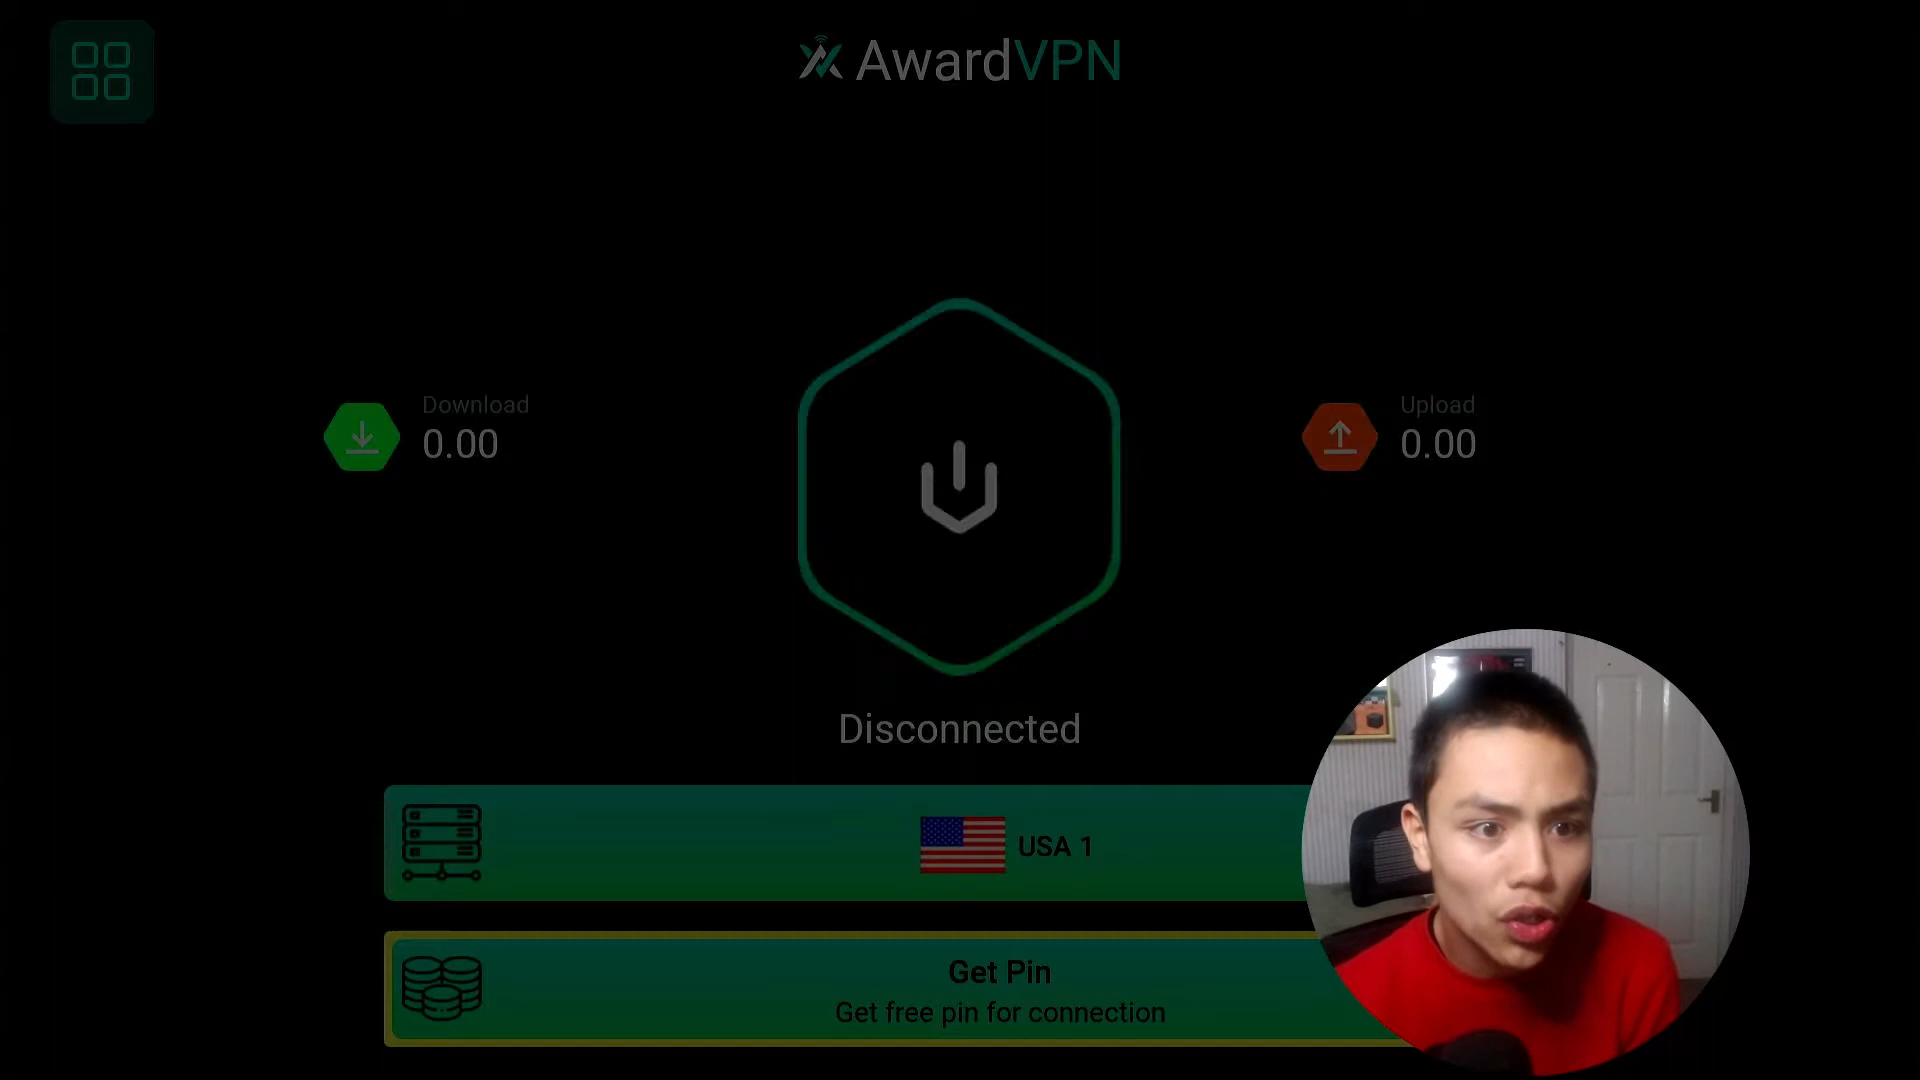 AwardVPN
Download
0.00
Upload
0.00
Disconnected
USA 1
Get Pin
Get free pin for connection